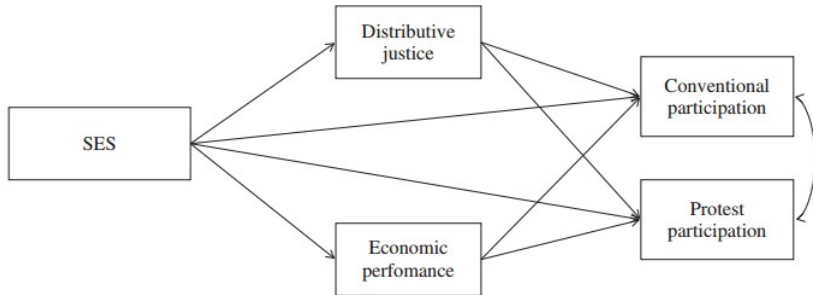 Distributive
justice
Conventional
participation
SES
Protest
participation
Economic
perfomance